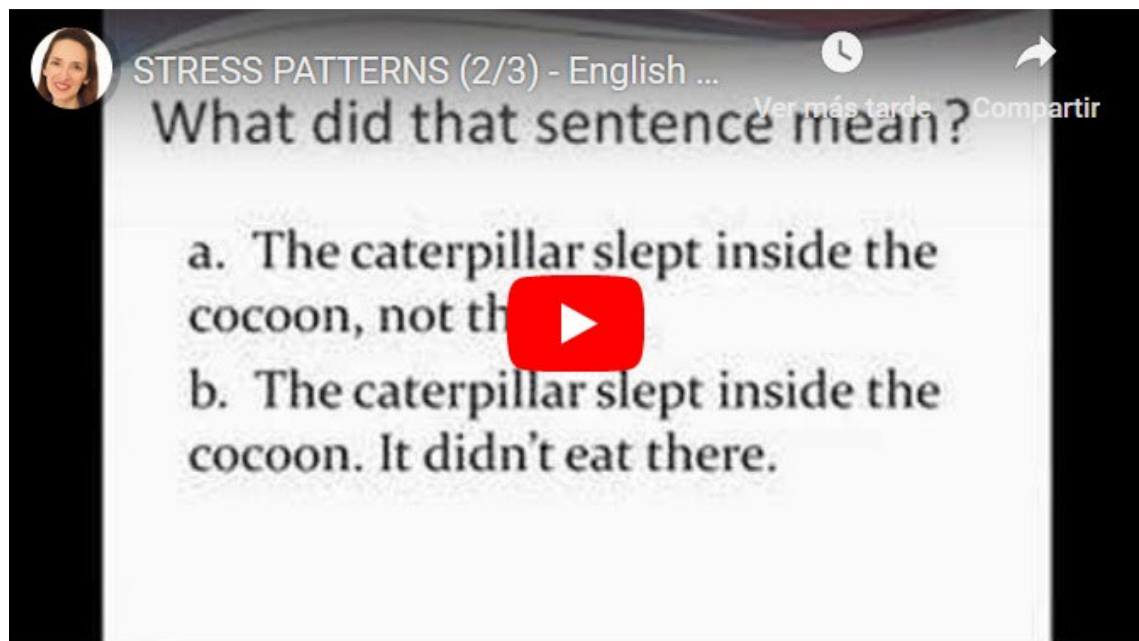 STRESS PATTERNS (2/3) - English ...
Ver más tarde
Compartir
What did that sentence mean?
a. The caterpillar slept inside the
cocoon, not
b. The caterpillar slept inside the
cocoon. It didn't eat there.